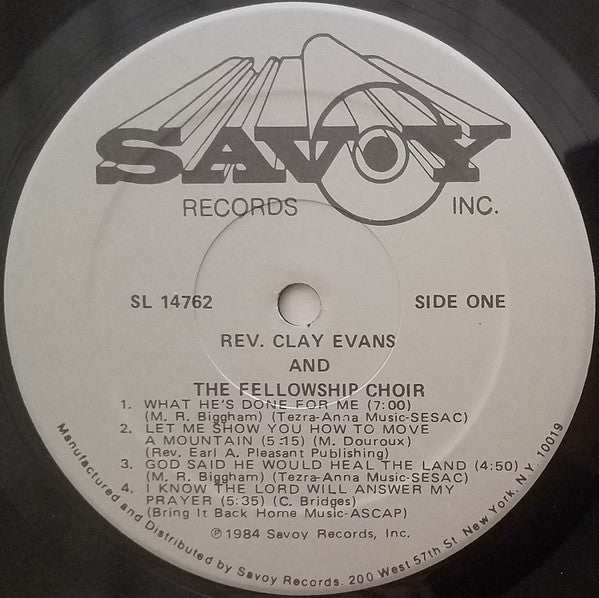 SAVOY
RECORDS INC.
SL 14762 SIDE ONE
REV. CLAY EVANS
AND
THE FELLOWSHIP CHOIR
1. WHAT HE'S DONE FOR ME (7:00)
(M. R. Biggham) (Tezra-Anna Music-SESAC)
2. LET ME SHOW YOU HOW TO MOVE
A MOUNTAIN (5:15) (M. Douroux)
(Rev. Earl A. Pleasant Publishing)
3. GOD SAID HE WOULD HEAL THE LAND (4:50)
(M. R. Biggham) (Tezra-Anna Music-SESAC)
4. I KNOW THE LORD WILL ANSWER MY
PRAYER (5:35) (C. Bridges)
(Bring It Back Home Music-ASCAP)
℗ 1984 Savoy Records, Inc.
Manufactured and Distributed by Savoy Records. 200 West 57th St. New York, N.Y. 10019